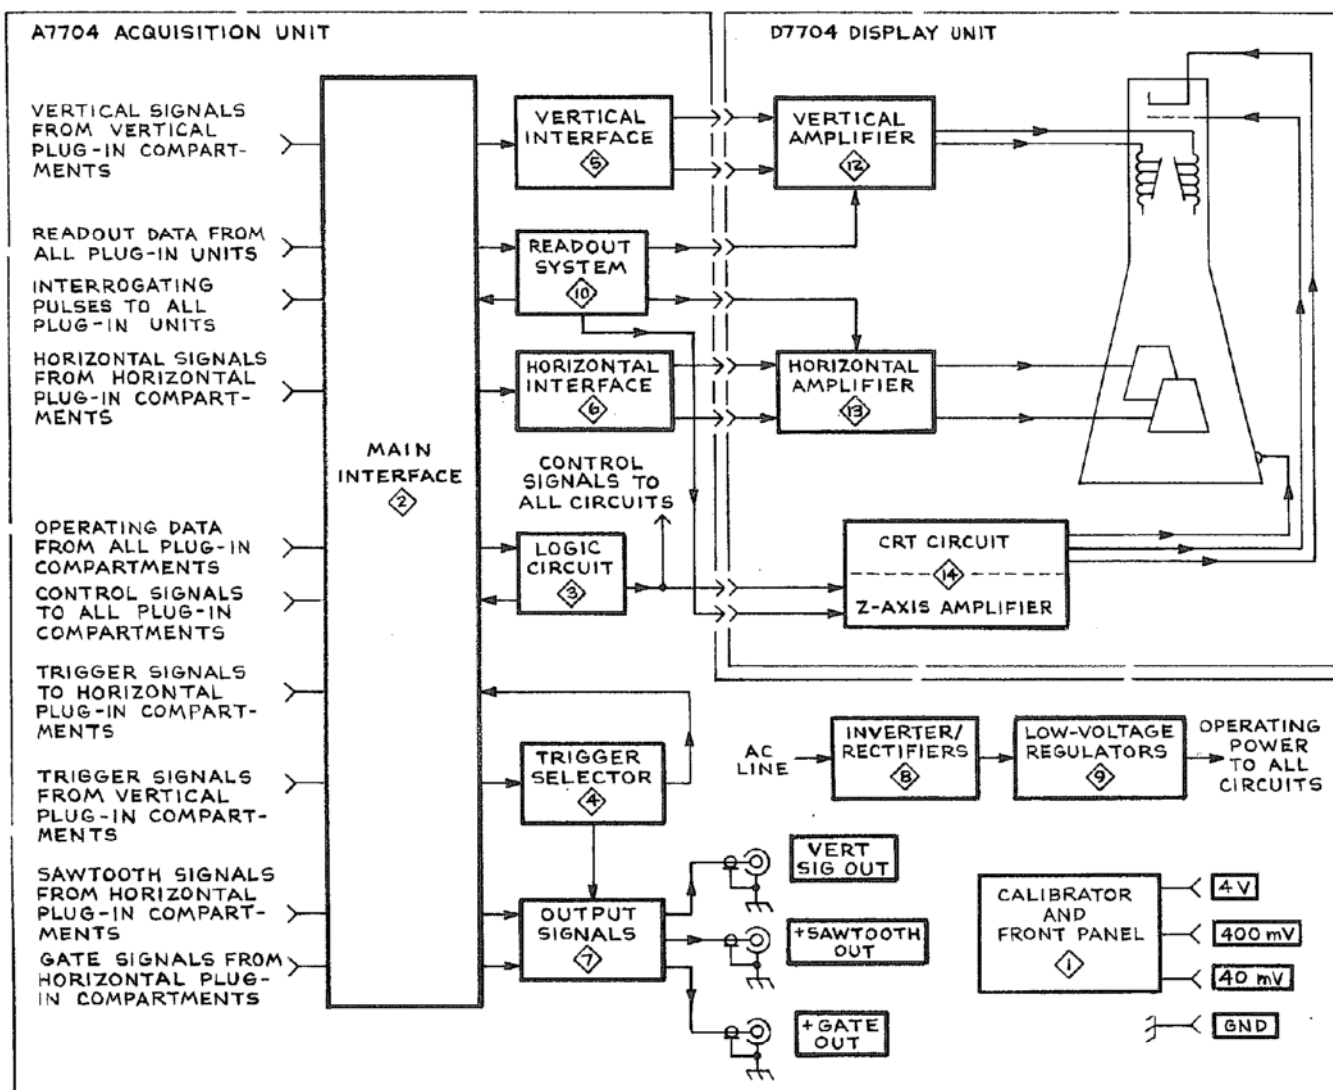 A7704 ACQUISITION UNIT
D7704 DISPLAY UNIT
VERTICAL SIGNALS
FROM VERTICAL
PLUG-IN COMPART-
MENTS
READOUT DATA FROM
ALL PLUG-IN UNITS
INTERROGATING
PULSES TO ALL
PLUG-IN UNITS
HORIZONTAL SIGNALS
FROM HORIZONTAL
PLUG-IN COMPART-
MENTS
OPERATING DATA
FROM ALL PLUG-IN
COMPARTMENTS
CONTROL SIGNALS
TO ALL PLUG-IN
COMPARTMENTS
TRIGGER SIGNALS
TO HORIZONTAL
PLUG-IN COMPART-
MENTS
TRIGGER SIGNALS
FROM VERTICAL
PLUG-IN COMPART-
MENTS
SAWTOOTH SIGNALS
FROM HORIZONTAL
PLUG-IN COMPART-
MENTS
GATE SIGNALS FROM
HORIZONTAL PLUG-
IN COMPARTMENTS
MAIN
INTERFACE
2
VERTICAL
INTERFACE
5
READOUT
SYSTEM
10
HORIZONTAL
INTERFACE
6
CONTROL
SIGNALS TO
ALL CIRCUITS
LOGIC
CIRCUIT
3
TRIGGER
SELECTOR
4
OUTPUT
SIGNALS
7
VERTICAL
AMPLIFIER
12
HORIZONTAL
AMPLIFIER
13
CRT CIRCUIT
14
Z-AXIS AMPLIFIER
AC
LINE
INVERTER/
RECTIFIERS
8
LOW-VOLTAGE
REGULATORS
9
OPERATING
POWER
TO ALL
CIRCUITS
VERT
SIG OUT
+SAWTOOTH
OUT
+GATE
OUT
CALIBRATOR
AND
FRONT PANEL
1
4V
400 mV
40 mV
GND